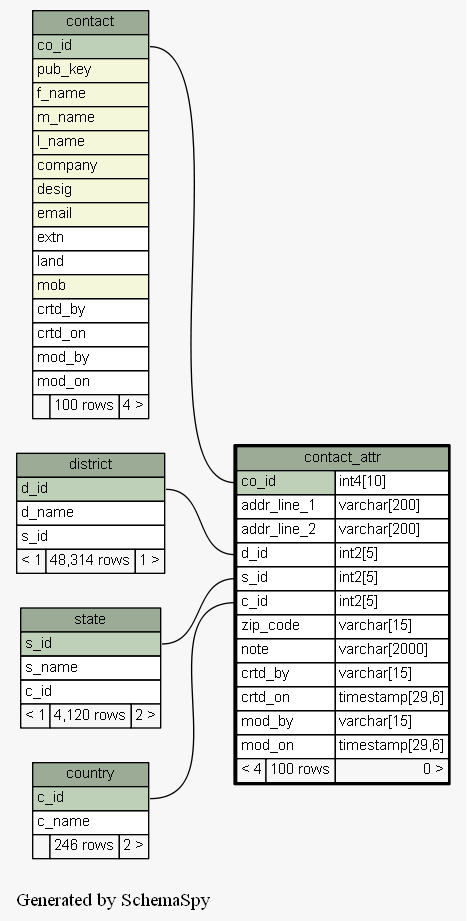 contact
co_id
pub_key
f_name
m_name
l_name
company
desig
email
extn
land
mob
crtd_by
crtd_on
mod_by
mod_on
100 rows 4 >
district
d_id
d_name
s_id
< 1 48,314 rows 1 >
state
s_id
s_name
c_id
< 1 4,120 rows 2 >
country
c_id
c_name
246 rows 2 >
contact_attr
co_id int4[10]
addr_line_1 varchar[200]
addr_line_2 varchar[200]
d_id int2[5]
s_id int2[5]
c_id int2[5]
zip_code varchar[15]
note varchar[2000]
crtd_by varchar[15]
crtd_on timestamp[29,6]
mod_by varchar[15]
mod_on timestamp[29,6]
< 4 100 rows 0 >
Generated by SchemaSpy